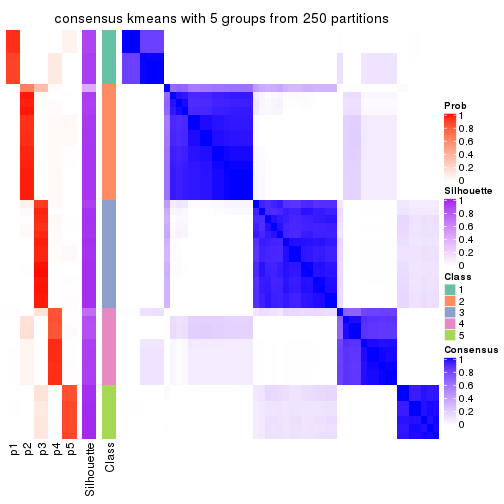 consensus kmeans with 5 groups from 250 partitions
Prob
1
0.8
0.6
0.4
0.2
0
Silhouette
1
0.8
0.6
0.4
0.2
0
Class
1
2
3
4
5
Consensus
1
0.8
0.6
0.4
0.2
0
p1
p2
p3
p4
p5
Silhouette
Class